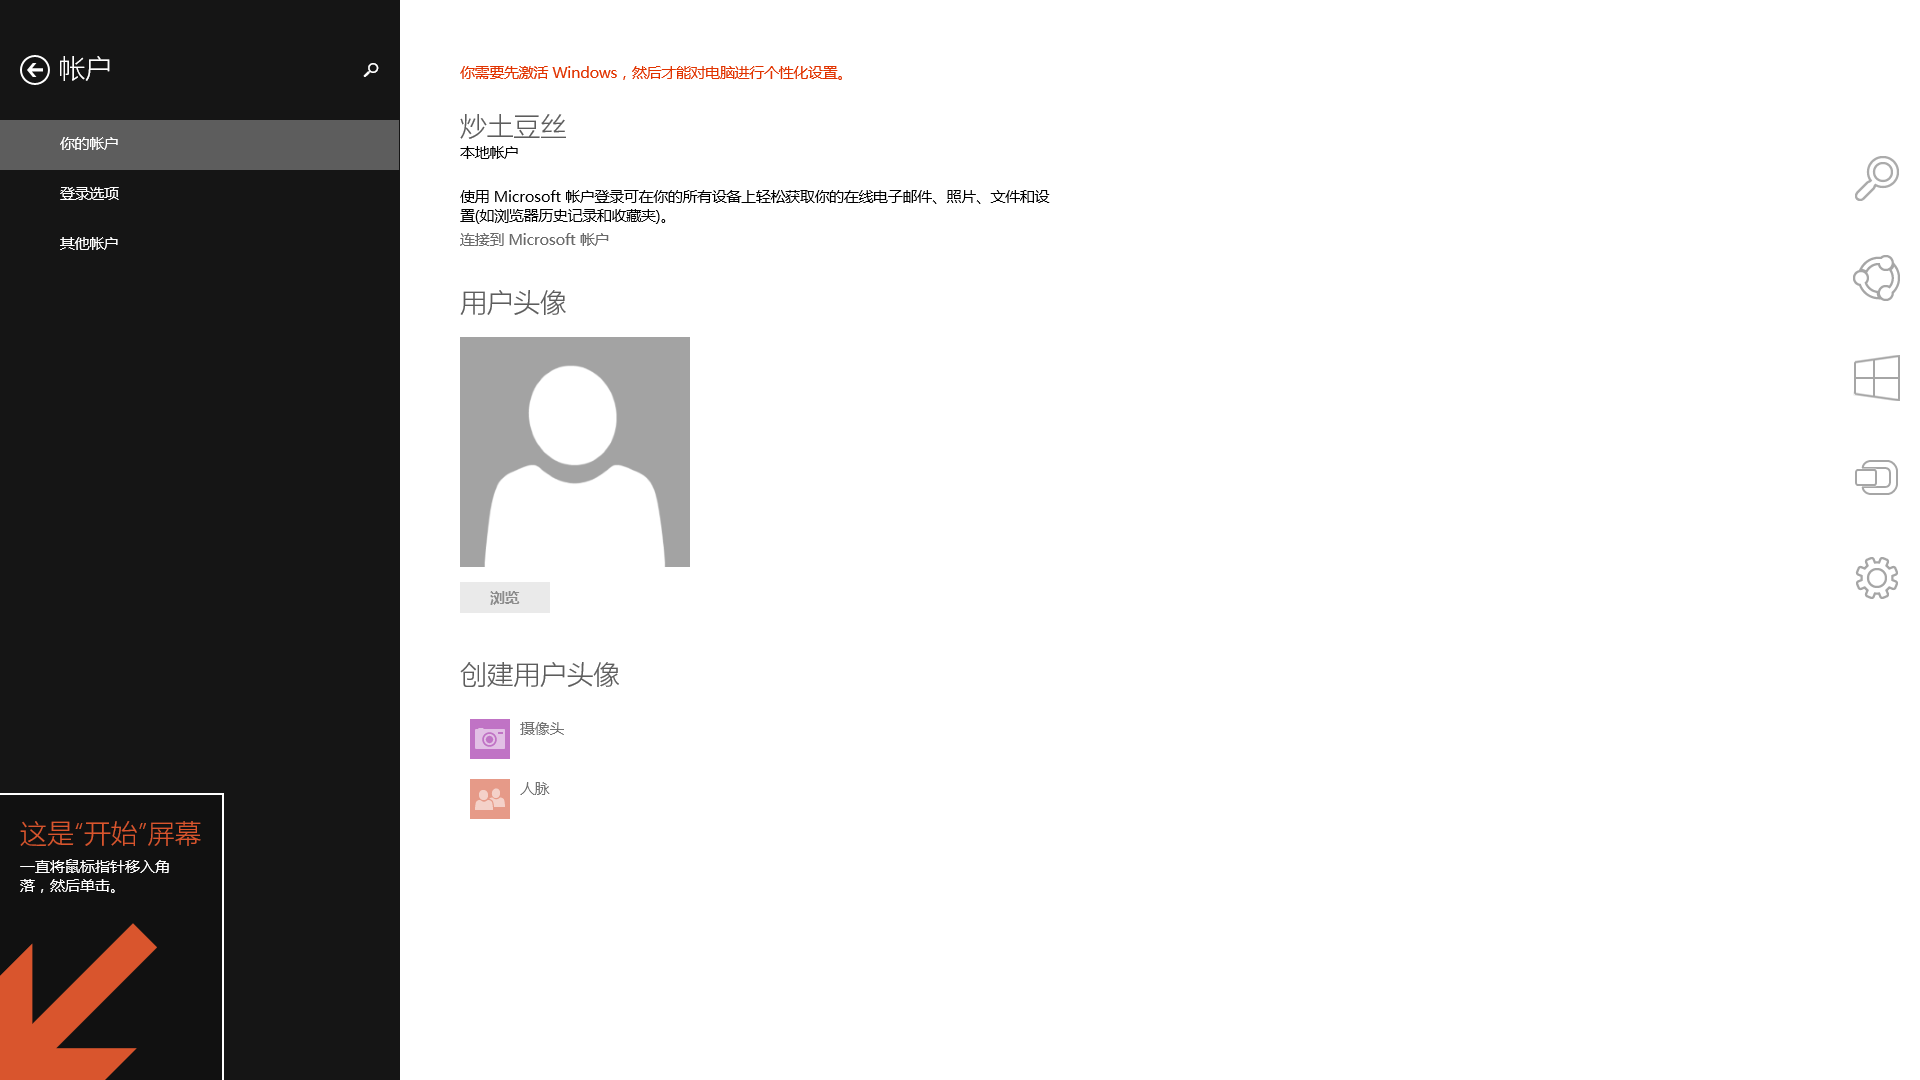 帐户
你的帐户
登录选项
其他帐户
这是“开始”屏幕
一直将鼠标指针移入角
落，然后单击。
你需要先激活 Windows，然后才能对电脑进行个性化设置。
炒土豆丝
本地帐户
使用 Microsoft 帐户登录可在你的所有设备上轻松获取你的在线电子邮件、照片、文件和设
置(如浏览器历史记录和收藏夹)。
连接到 Microsoft 帐户
用户头像
浏览
创建用户头像
摄像头
人脉